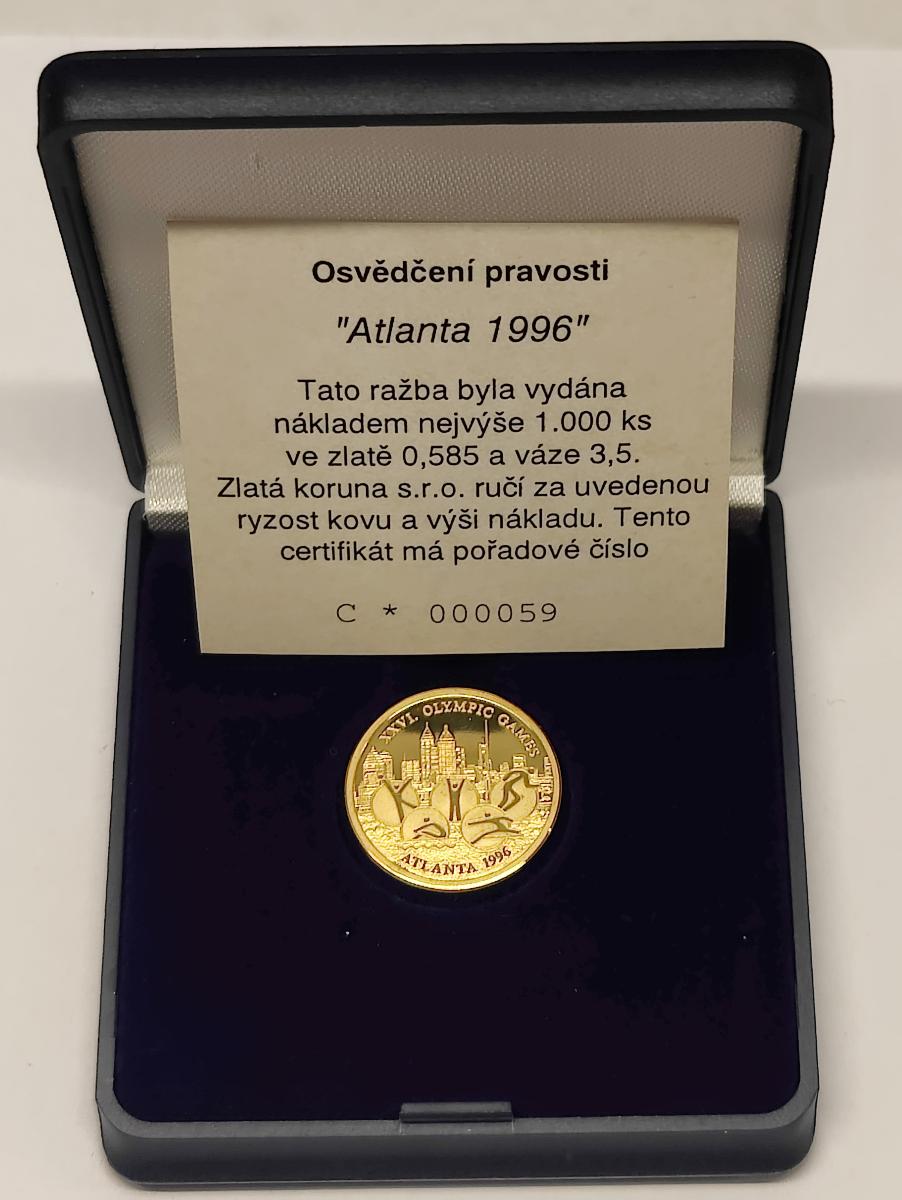 Osvědčení pravosti
"Atlanta 1996"
Tato ražba byla vydána
nákladem nejvýše 1.000 ks
ve zlatě 0,585 a váze 3,5.
Zlatá koruna s.r.o. ručí za uvedenou
ryzost kovu a výši nákladu. Tento
certifikát má pořadové číslo
C * 000059
XXVI. OLYMPIC GAMES
ATLANTA 1996